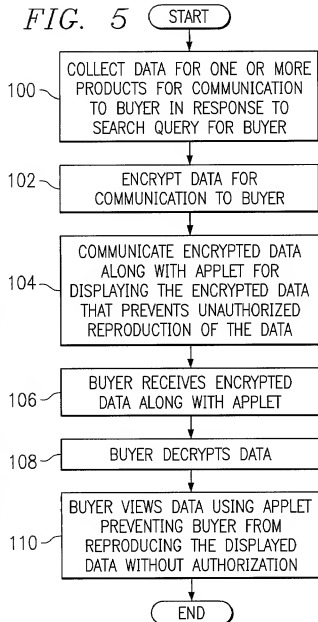 FIG. 5
START
100
COLLECT DATA FOR ONE OR MORE
PRODUCTS FOR COMMUNICATION
TO BUYER IN RESPONSE TO
SEARCH QUERY FOR BUYER
102
ENCRYPT DATA FOR
COMMUNICATION TO BUYER
104
COMMUNICATE ENCRYPTED DATA
ALONG WITH APPLET FOR
DISPLAYING THE ENCRYPTED DATA
THAT PREVENTS UNAUTHORIZED
REPRODUCTION OF THE DATA
106
BUYER RECEIVES ENCRYPTED
DATA ALONG WITH APPLET
108
BUYER DECRYPTS DATA
110
BUYER VIEWS DATA USING APPLET
PREVENTING BUYER FROM
REPRODUCING THE DISPLAYED
DATA WITHOUT AUTHORIZATION
END